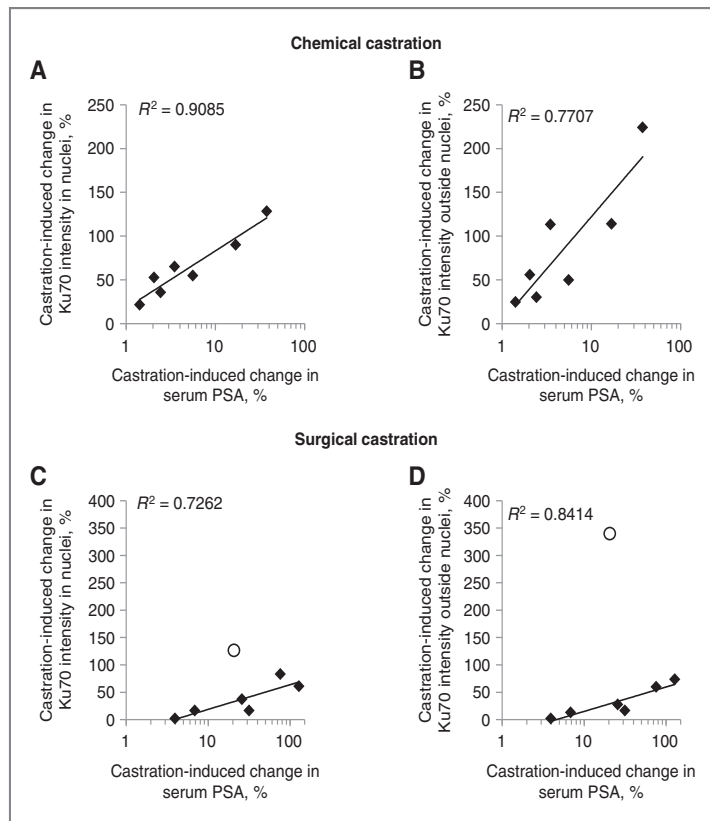 Chemical castration
A
B
Castration-induced change in
Ku70 intensity in nuclei, %
R² = 0.9085
250
200
150
100
50
0
1
10
100
Castration-induced change in
serum PSA, %
Castration-induced change in
Ku70 intensity outside nuclei, %
R² = 0.7707
250
200
150
100
50
0
1
10
100
Castration-induced change in
serum PSA, %
Surgical castration
C
D
Castration-induced change in
Ku70 intensity in nuclei, %
R² = 0.7262
400
350
300
250
200
150
100
50
0
1
10
100
Castration-induced change in
serum PSA, %
Castration-induced change in
Ku70 intensity outside nuclei, %
R² = 0.8414
400
350
300
250
200
150
100
50
0
1
10
100
Castration-induced change in
serum PSA, %